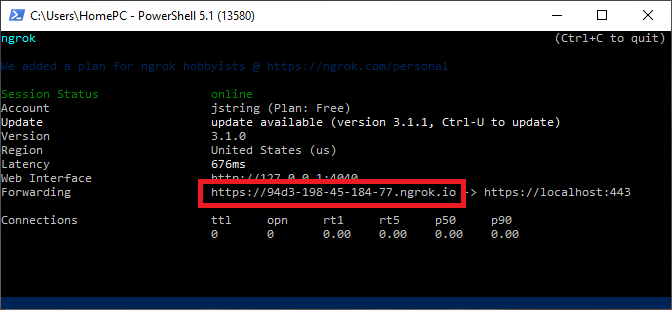 C:\Users\HomePC - PowerShell 5.1 (13580)
ngrok (Ctrl+C to quit)
We added a plan for ngrok hobbyists @ https://ngrok.com/personal
Session Status online
Account jstring (Plan: Free)
Update update available (version 3.1.1, Ctrl-U to update)
Version 3.1.0
Region United States (us)
Latency 676ms
Web Interface http://127.0.0.1:4040
Forwarding https://94d3-198-45-184-77.ngrok.io -> https://localhost:443
Connections ttl opn rt1 rt5 p50 p90
0 0 0.00 0.00 0.00 0.00